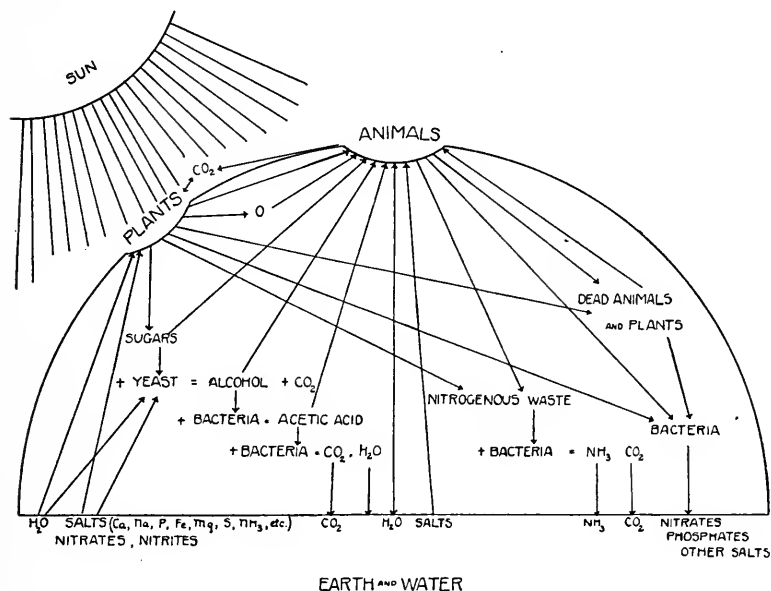 SUN
ANIMALS
CO₂
PLANTS
O
DEAD ANIMALS
AND PLANTS
SUGARS
+ YEAST = ALCOHOL + CO₂
NITROGENOUS WASTE
+ BACTERIA = ACETIC ACID
BACTERIA
+ BACTERIA = CO₂ + H₂O
+ BACTERIA = NH₃ CO₂
H₂O SALTS (Ca, Na, P, Fe, Mg, S, NH₃, etc.) CO₂ H₂O SALTS NH₃ CO₂ NITRATES
NITRATES, NITRITES PHOSPHATES
OTHER SALTS
EARTH AND WATER